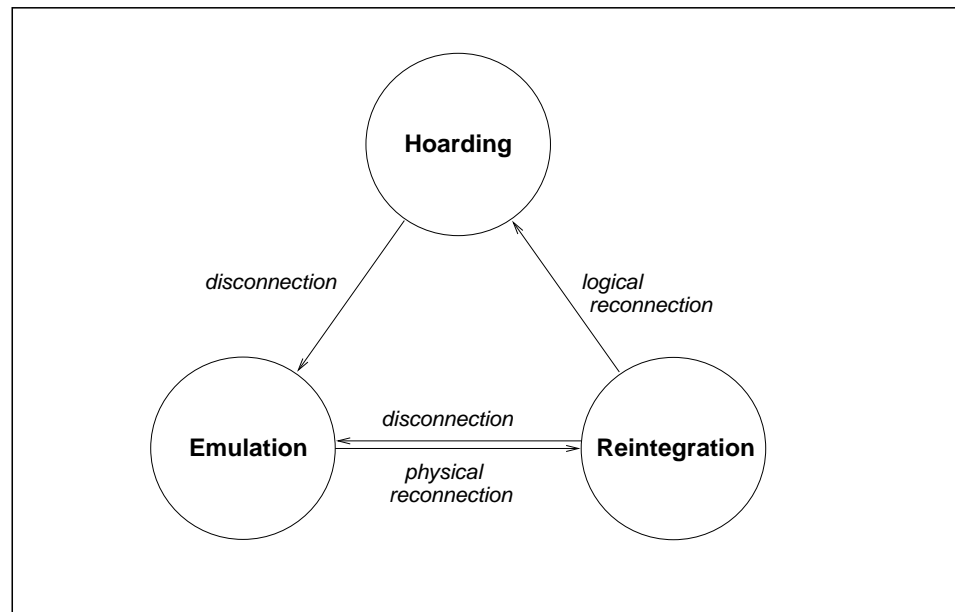 Hoarding
disconnection
logical
reconnection
disconnection
Emulation
Reintegration
physical
reconnection